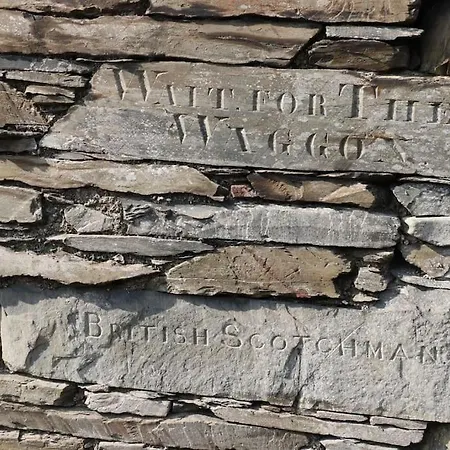 WAIT FOR THE
WAGGON
BRITISH SCOTCHMAN